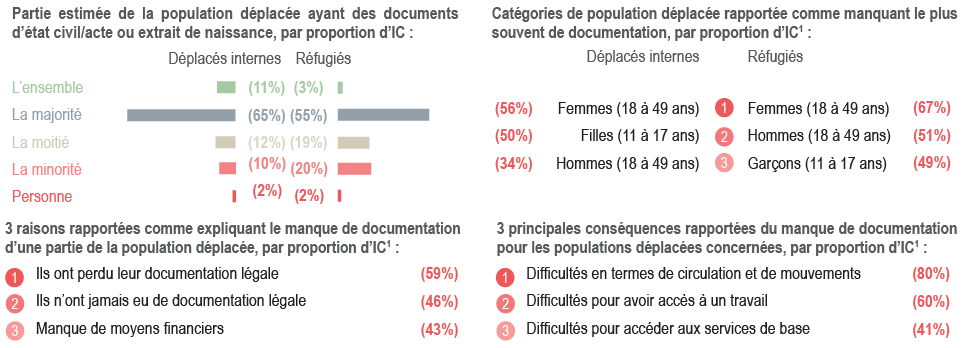 Partie estimée de la population déplacée ayant des documents
d’état civil/acte ou extrait de naissance, par proportion d’IC :
Déplacés internes Réfugiés
L’ensemble (11%) (3%)
La majorité (65%) (55%)
La moitié (12%) (19%)
La minorité (10%) (20%)
Personne (2%) (2%)
Catégories de population déplacée rapportée comme manquant le plus
souvent de documentation, par proportion d’IC¹ :
Déplacés internes Réfugiés
(56%) Femmes (18 à 49 ans) 1 Femmes (18 à 49 ans) (67%)
(50%) Filles (11 à 17 ans) 2 Hommes (18 à 49 ans) (51%)
(34%) Hommes (18 à 49 ans) 3 Garçons (11 à 17 ans) (49%)
3 raisons rapportées comme expliquant le manque de documentation
d’une partie de la population déplacée, par proportion d’IC¹ :
1 Ils ont perdu leur documentation légale (59%)
2 Ils n’ont jamais eu de documentation légale (46%)
3 Manque de moyens financiers (43%)
3 principales conséquences rapportées du manque de documentation
pour les populations déplacées concernées, par proportion d’IC¹ :
1 Difficultés en termes de circulation et de mouvements (80%)
2 Difficultés pour avoir accès à un travail (60%)
3 Difficultés pour accéder aux services de base (41%)